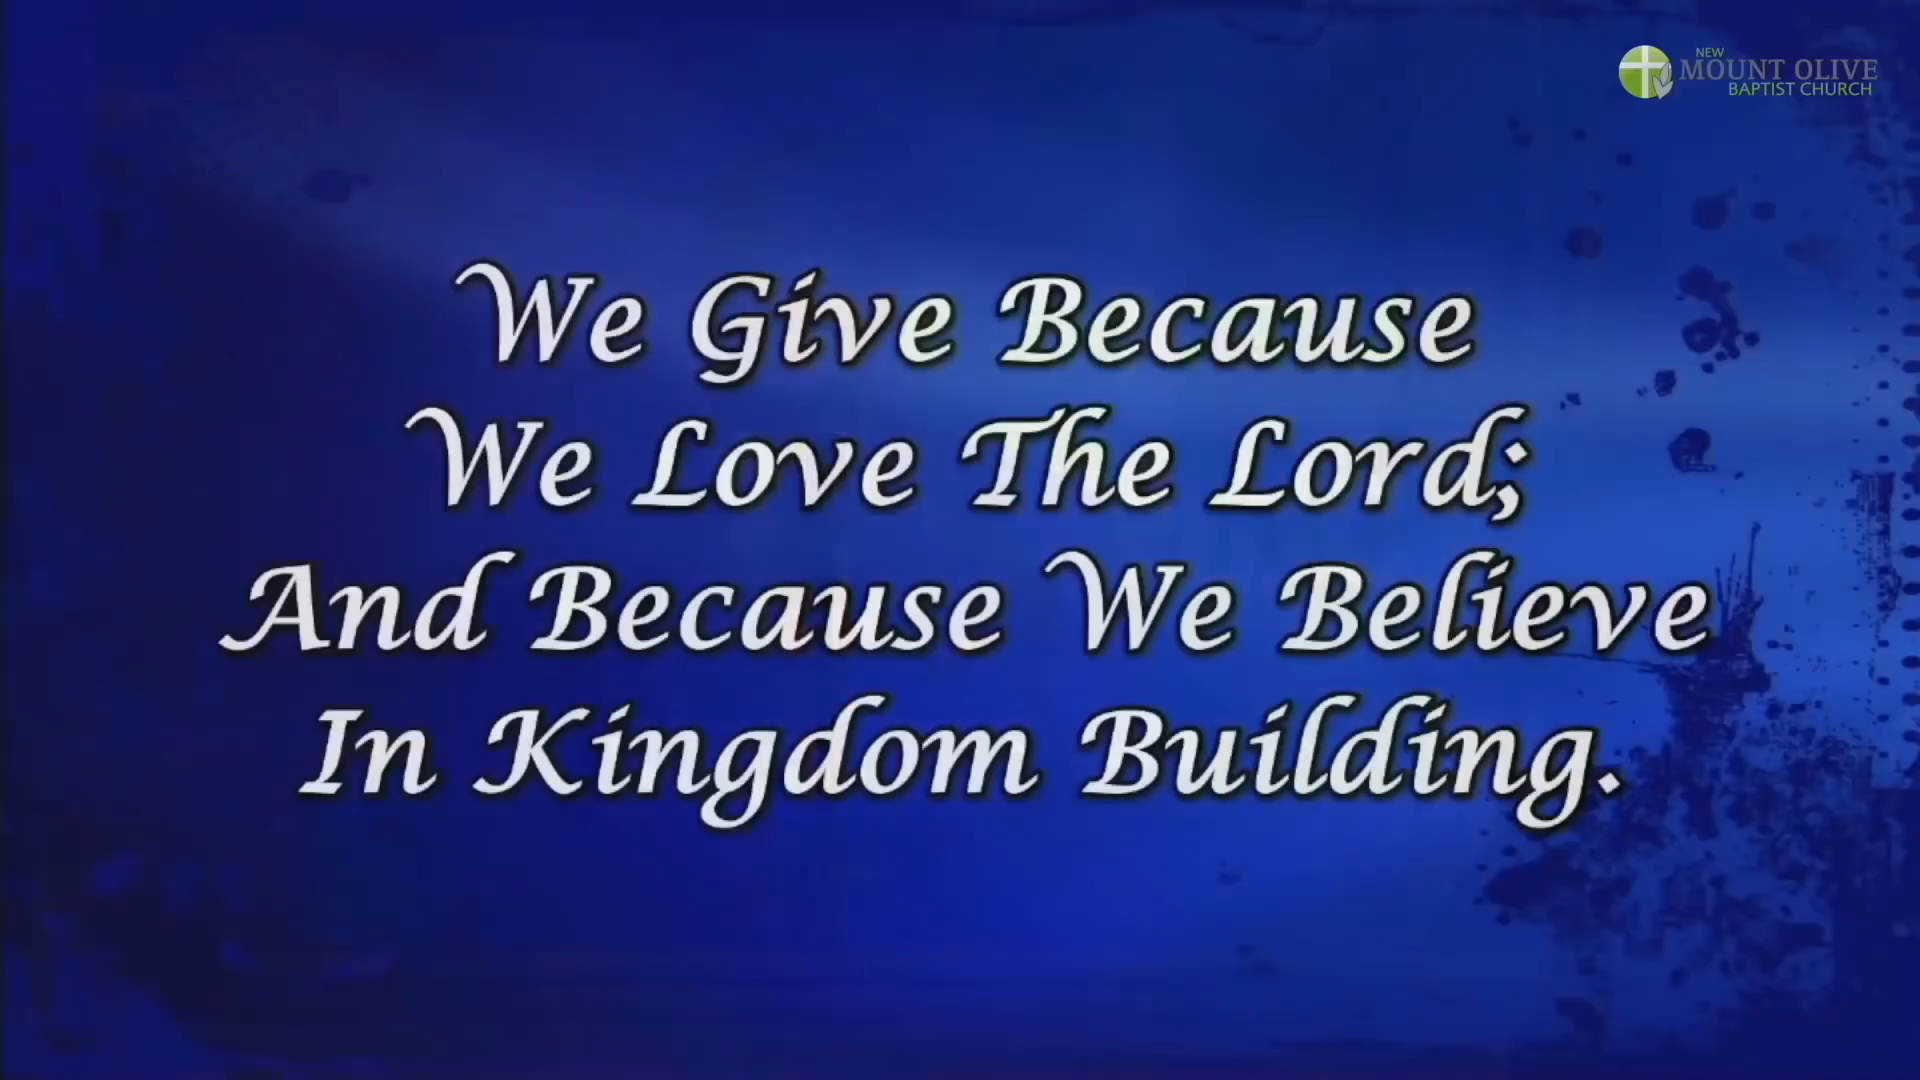 NEW
MOUNT OLIVE
BAPTIST CHURCH
We Give Because
We Love The Lord;
And Because We Believe
In Kingdom Building.